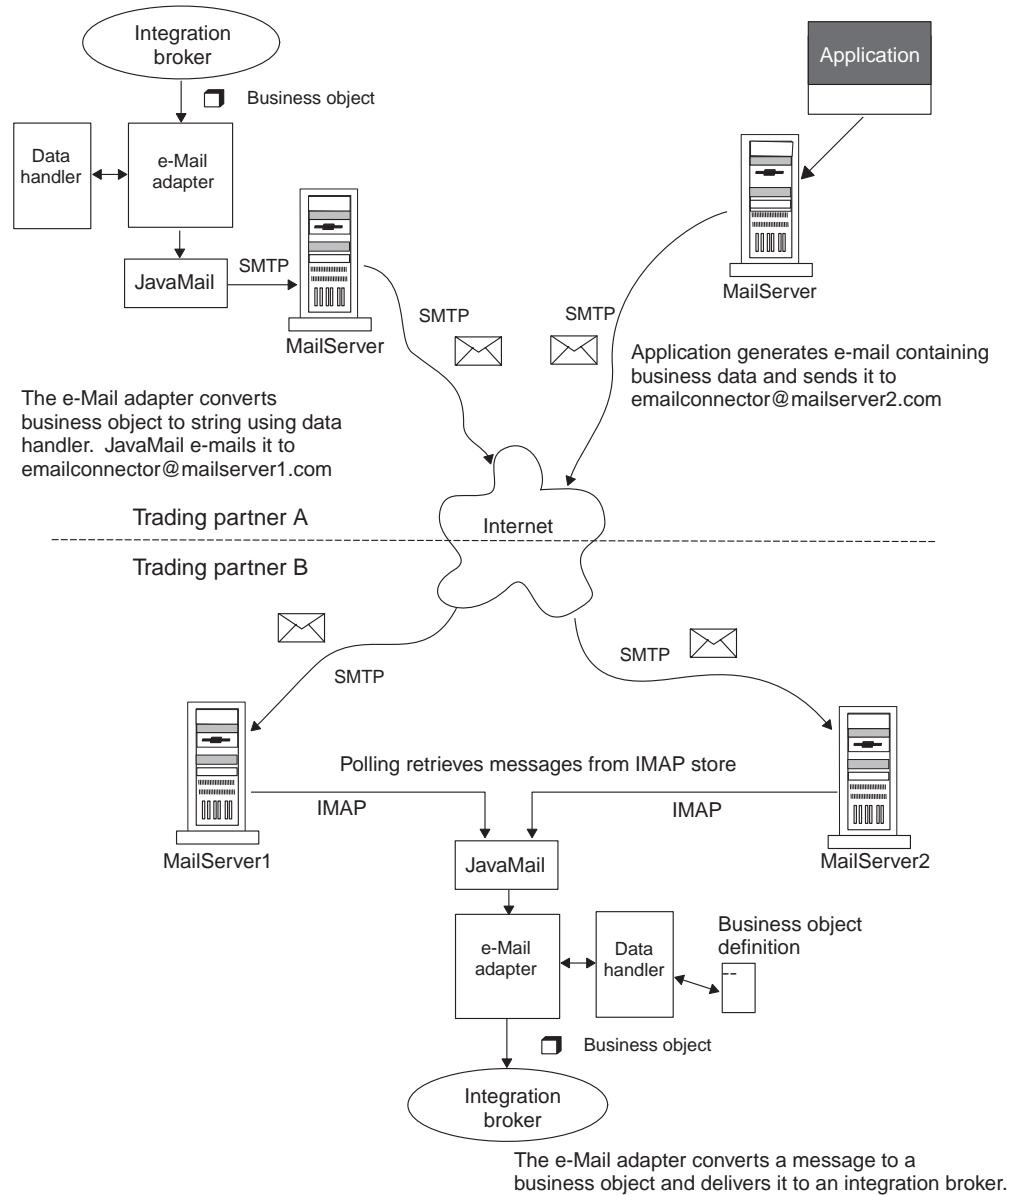 Integration
broker
Application
Business object
Data
handler
e-Mail
adapter
JavaMail
SMTP
MailServer
MailServer
SMTP
SMTP
Application generates e-mail containing
business data and sends it to
emailconnector@mailserver2.com
The e-Mail adapter converts
business object to string using data
handler. JavaMail e-mails it to
emailconnector@mailserver1.com
Trading partner A
Internet
Trading partner B
SMTP
SMTP
Polling retrieves messages from IMAP store
IMAP
IMAP
MailServer1
MailServer2
JavaMail
e-Mail
adapter
Data
handler
Business object
definition
Business object
Integration
broker
The e-Mail adapter converts a message to a
business object and delivers it to an integration broker.